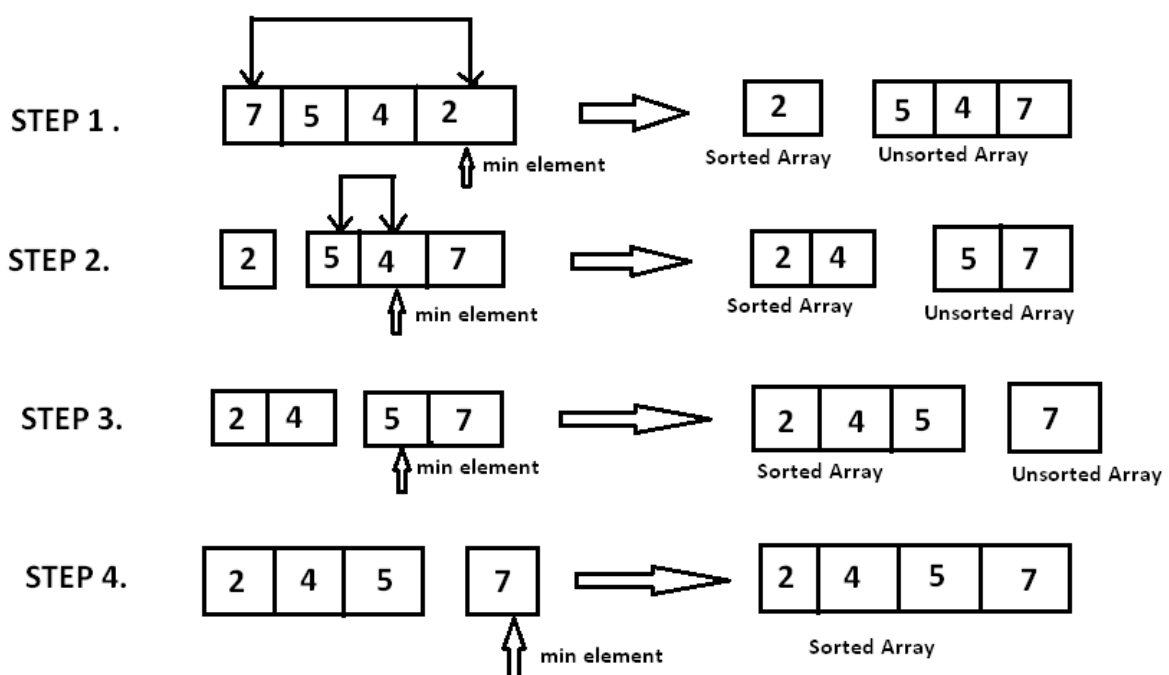 STEP 1 .
7 5 4 2
min element
2
Sorted Array
5 4 7
Unsorted Array
STEP 2.
2
5 4 7
min element
2 4
Sorted Array
5 7
Unsorted Array
STEP 3.
2 4
5 7
min element
2 4 5
Sorted Array
7
Unsorted Array
STEP 4.
2 4 5
7
min element
2 4 5 7
Sorted Array